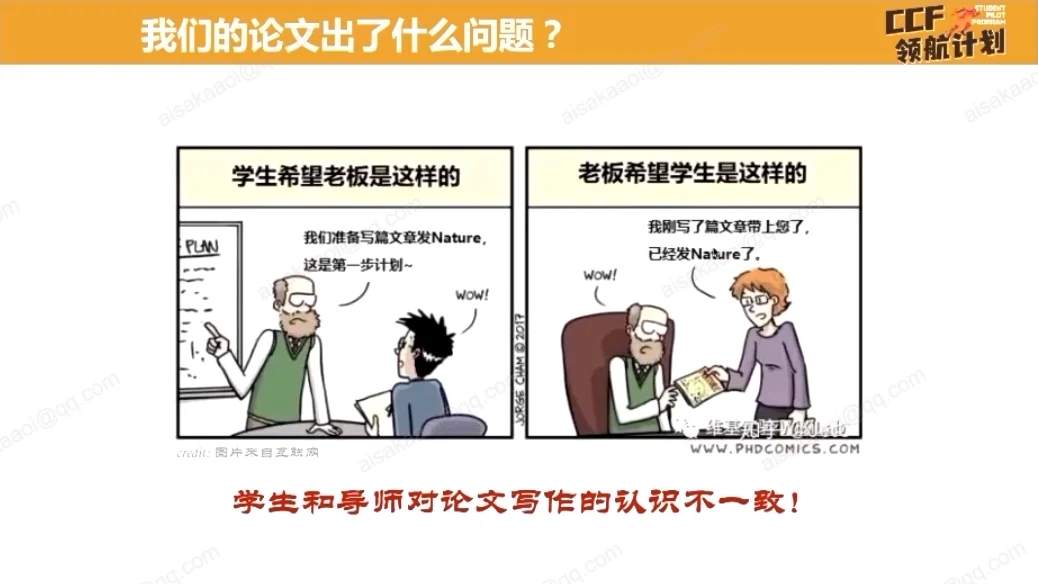 我们的论文出了什么问题？
CCF
STUDENT
PILOT
PROGRAM
领航计划
学生希望老板是这样的
我们准备写篇文章发Nature，
这是第一步计划~
PLAN
WOW!
JORGE CHAM © 2017
老板希望学生是这样的
我刚写了篇文章带上您了，
已经发Nature了。
WOW!
WWW.PHDCOMICS.COM
credit: 图片来自互联网
学生和导师对论文写作的认识不一致！
aisakaaoi@qq.com